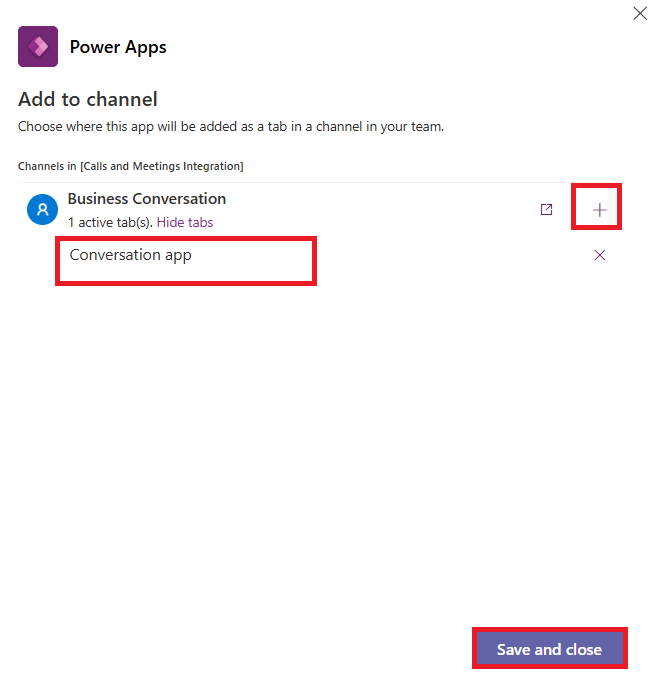 Power Apps
Add to channel
Choose where this app will be added as a tab in a channel in your team.
Channels in [Calls and Meetings Integration]
Business Conversation
1 active tab(s). Hide tabs
Conversation app
Save and close